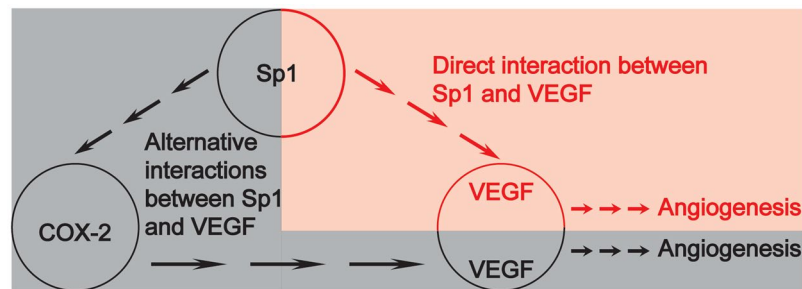 Sp1
Direct interaction between
Sp1 and VEGF
Alternative
interactions
between Sp1
and VEGF
COX-2
VEGF
Angiogenesis
VEGF
Angiogenesis